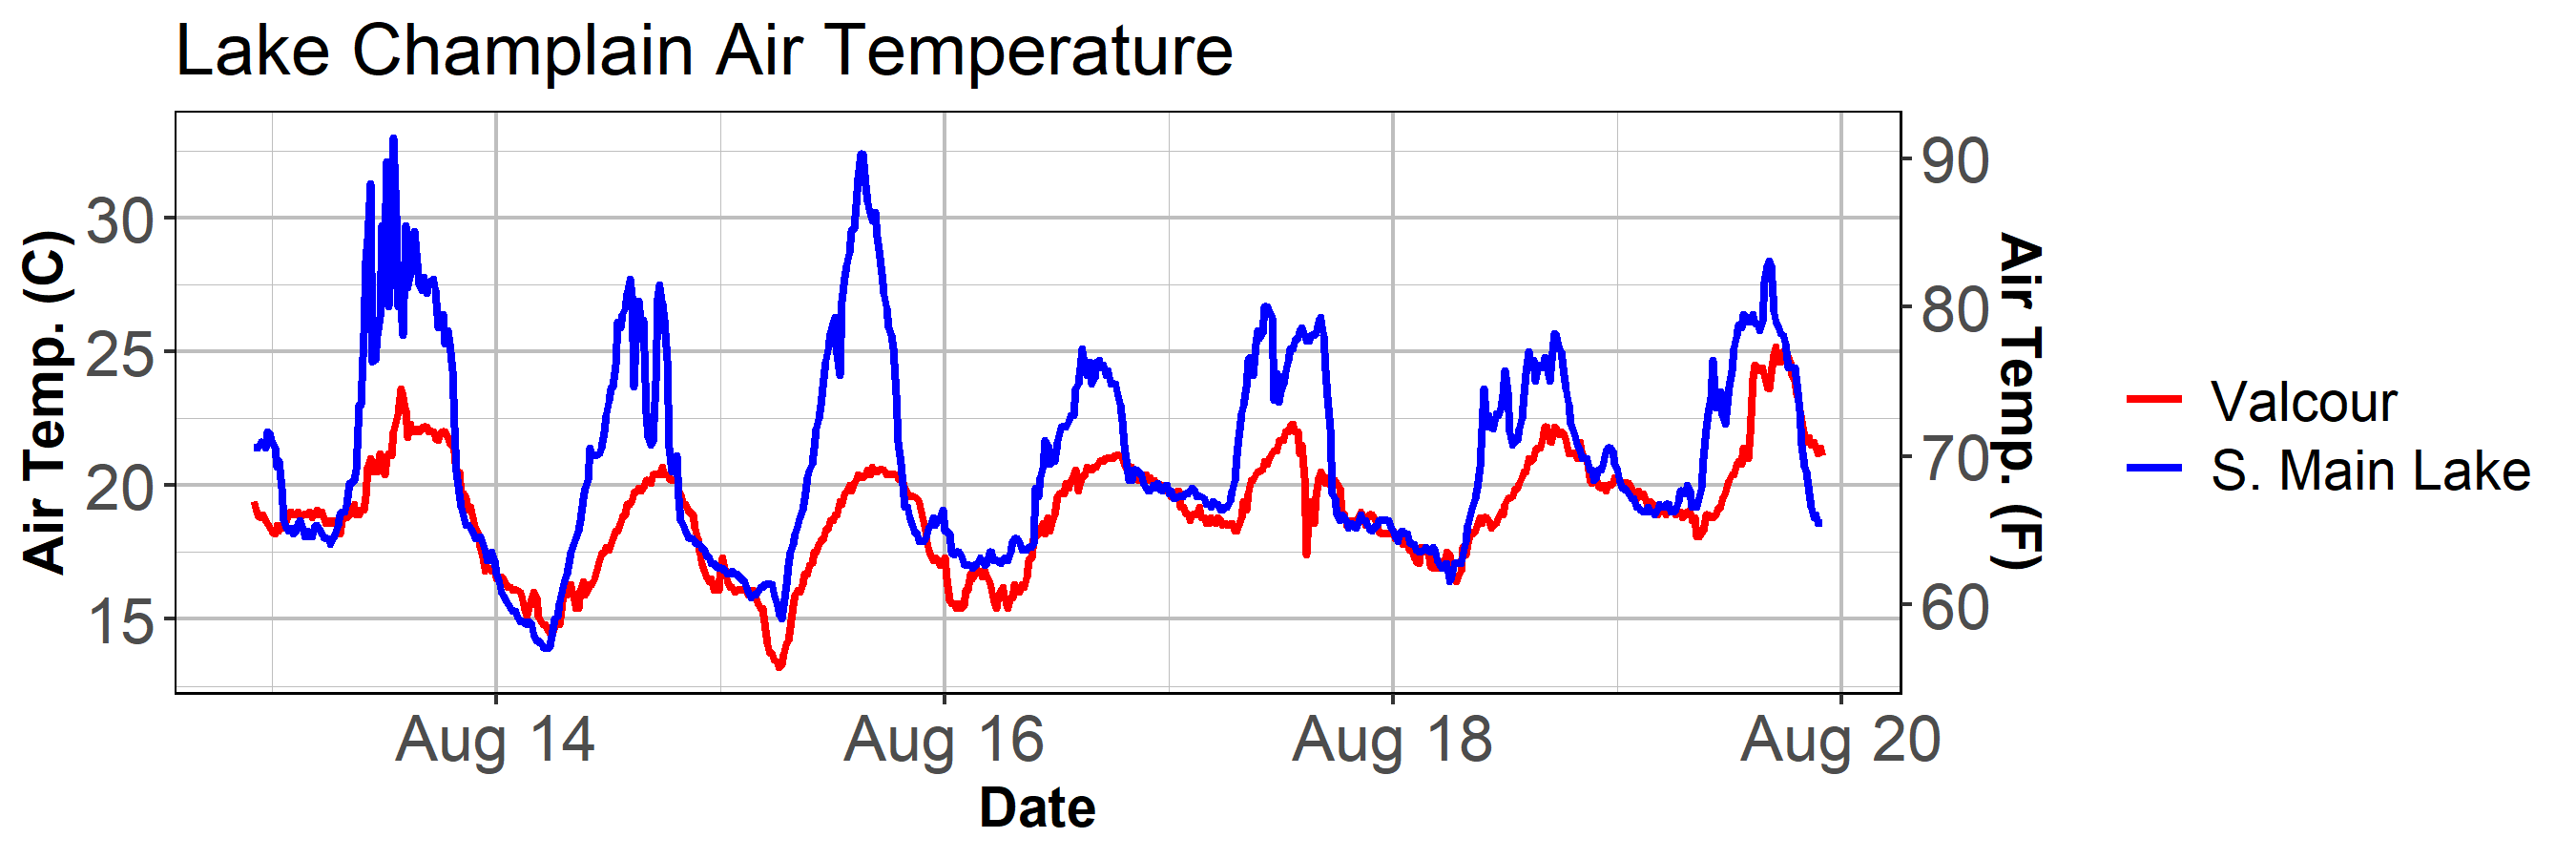 Lake Champlain Air Temperature
Air Temp. (C)
30
25
20
15
90
80
70
60
Air Temp. (F)
Aug 14
Aug 16
Aug 18
Aug 20
Date
Valcour
S. Main Lake